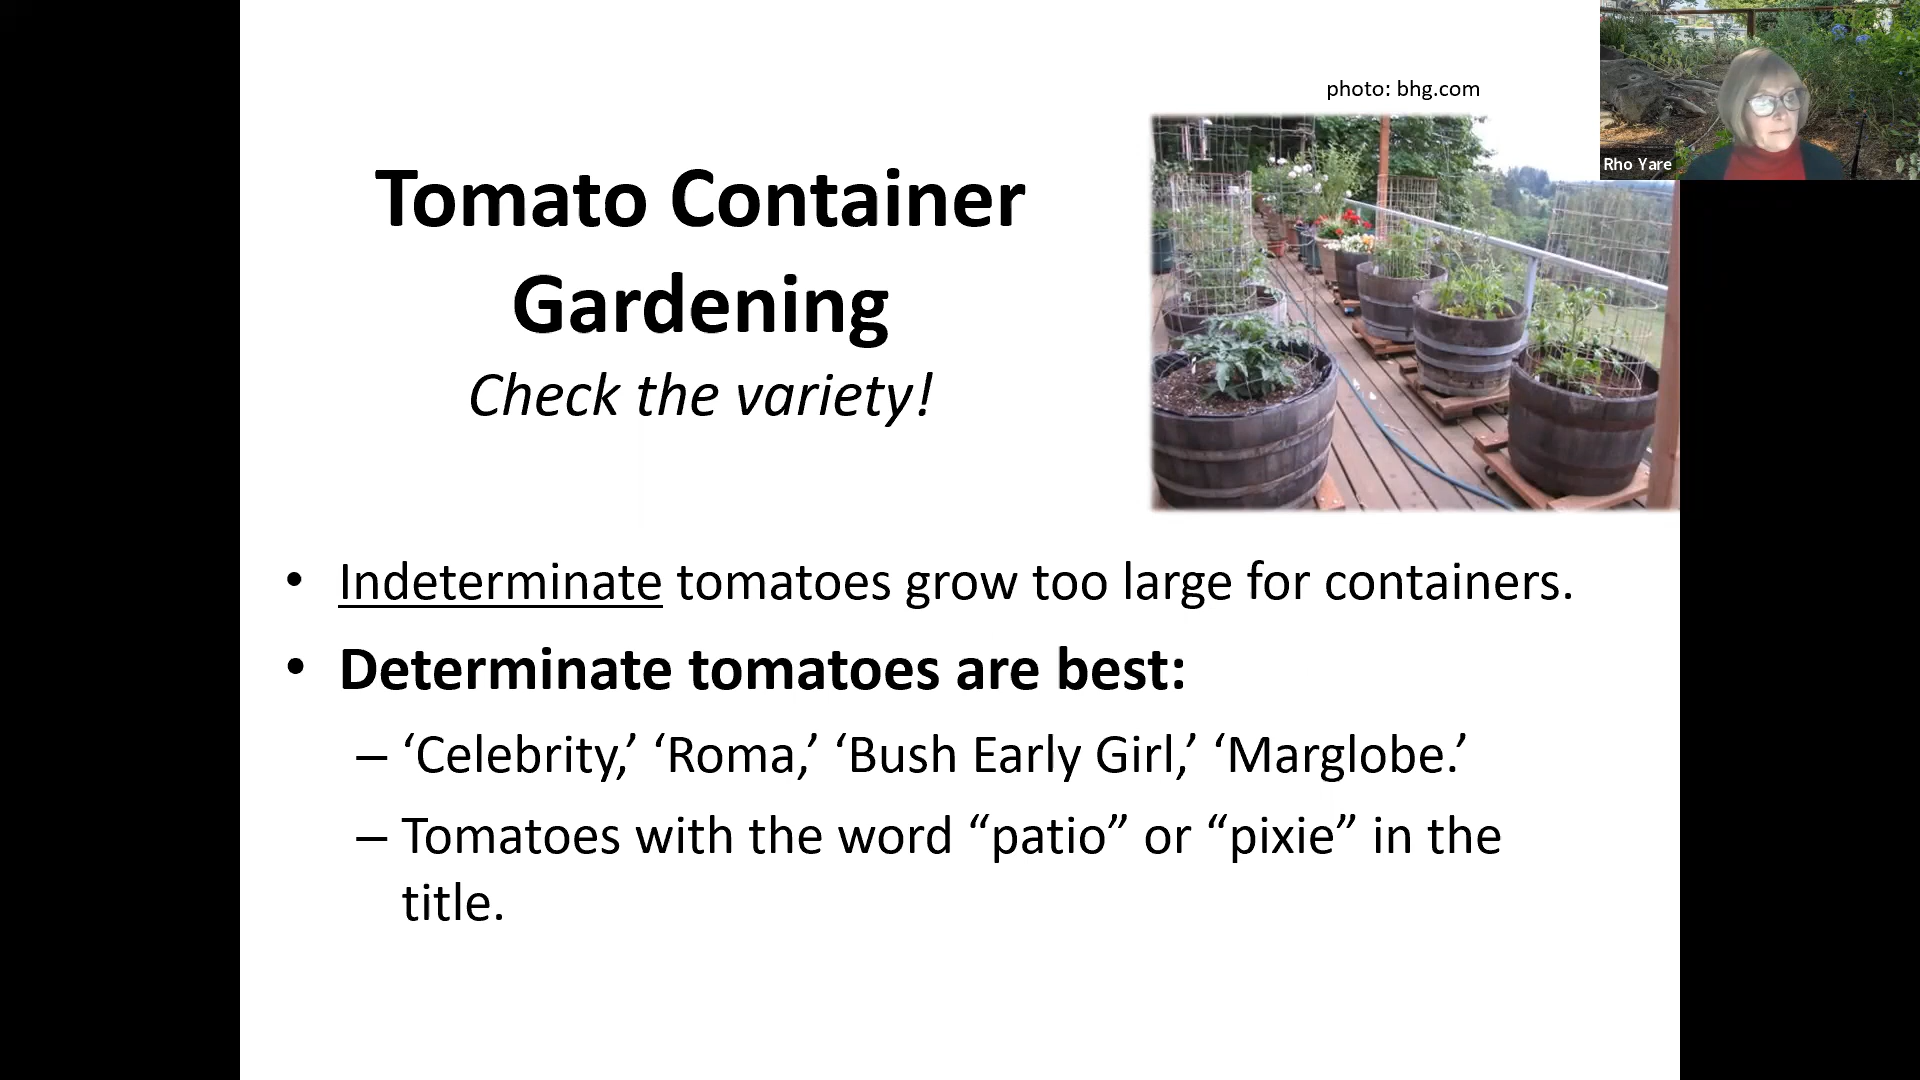 photo: bhg.com
Rho Yare
Tomato Container
Gardening
Check the variety!
• Indeterminate tomatoes grow too large for containers.
• Determinate tomatoes are best:
– ‘Celebrity,’ ‘Roma,’ ‘Bush Early Girl,’ ‘Marglobe.’
– Tomatoes with the word “patio” or “pixie” in the
title.